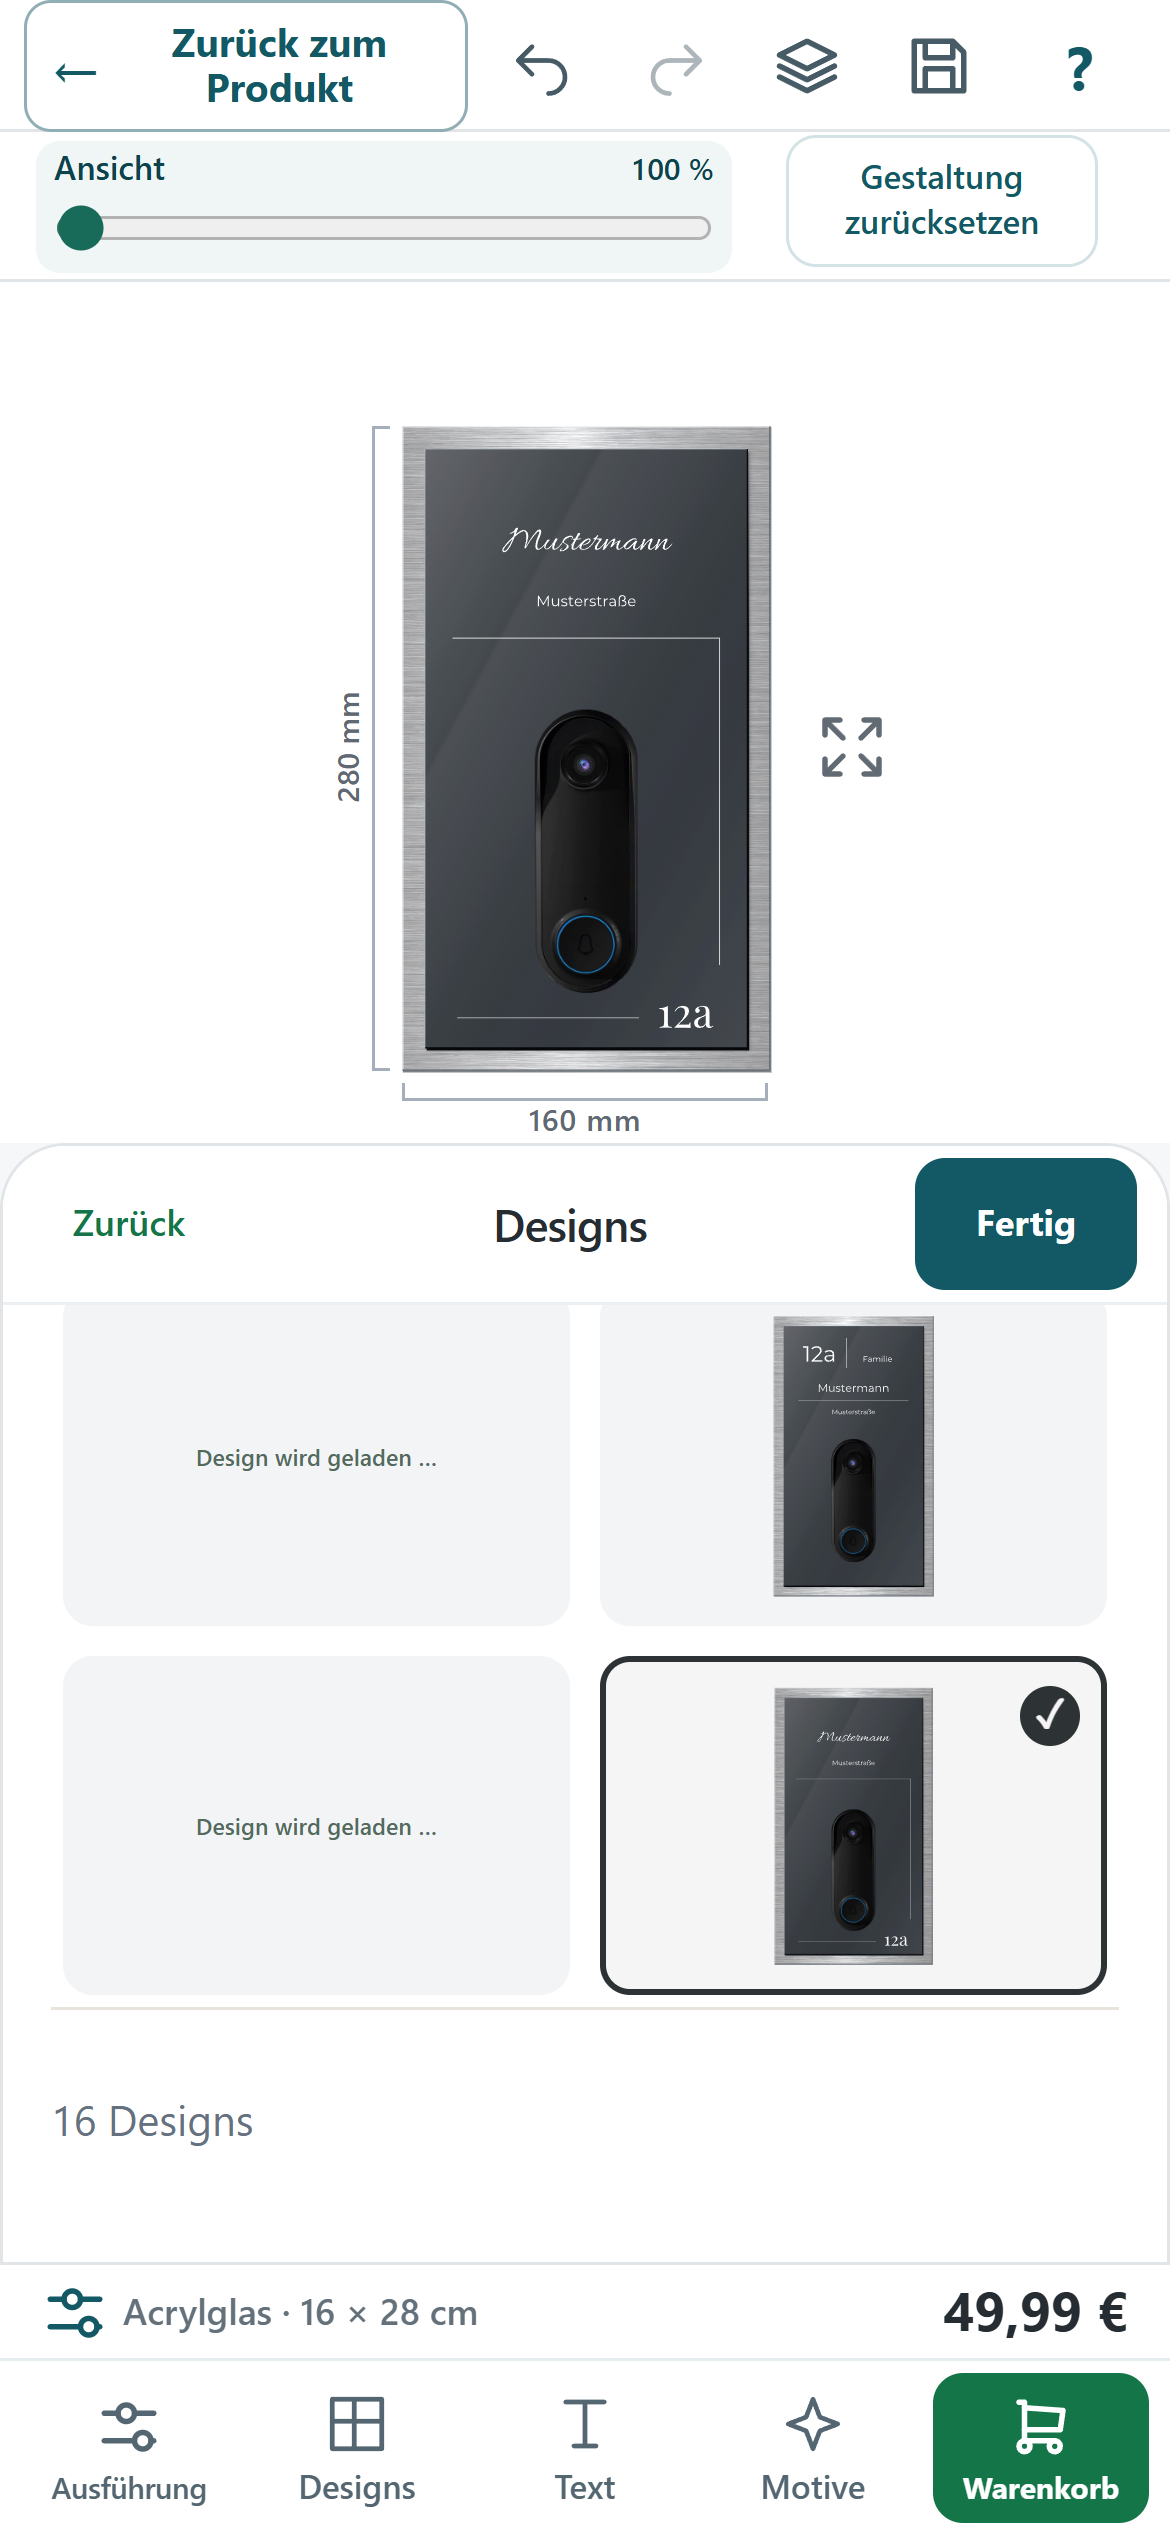 Zurück zum
Produkt
?
Ansicht
100 %
Gestaltung
zurücksetzen
Mustermann
Musterstraße
280 mm
12a
160 mm
Zurück
Designs
Fertig
Design wird geladen ...
12a
Familie
Mustermann
Musterstraße
Design wird geladen ...
Mustermann
Musterstraße
12a
16 Designs
Acrylglas · 16 × 28 cm
49,99 €
Ausführung
Designs
Text
Motive
Warenkorb